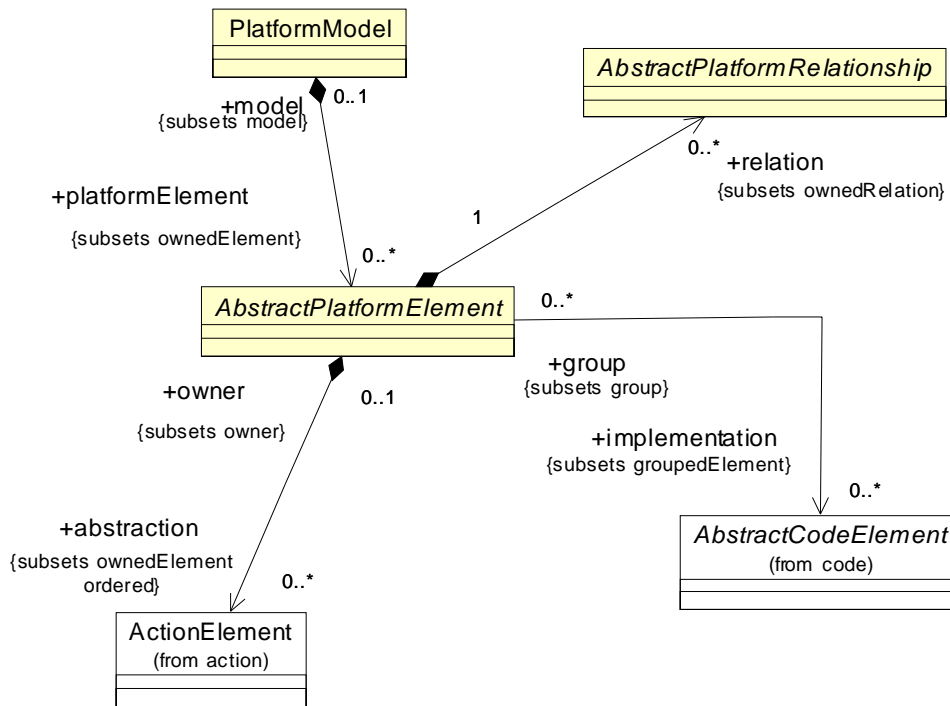 PlatformModel
AbstractPlatformRelationship
+model
0..1
{subsets model}
0..*
+relation
{subsets ownedRelation}
+platformElement
{subsets ownedElement}
1
0..*
AbstractPlatformElement
0..*
+group
{subsets group}
+owner
0..1
{subsets owner}
+implementation
{subsets groupedElement}
0..*
+abstraction
{subsets ownedElement
ordered}
0..*
AbstractCodeElement
(from code)
ActionElement
(from action)